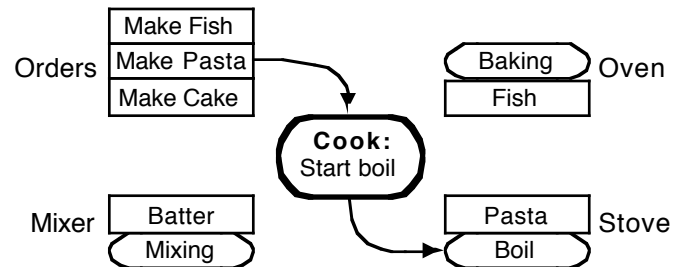 Make Fish
Orders
Make Pasta
Make Cake
Baking
Oven
Fish
Cook:
Start boil
Mixer
Batter
Mixing
Pasta
Stove
Boil